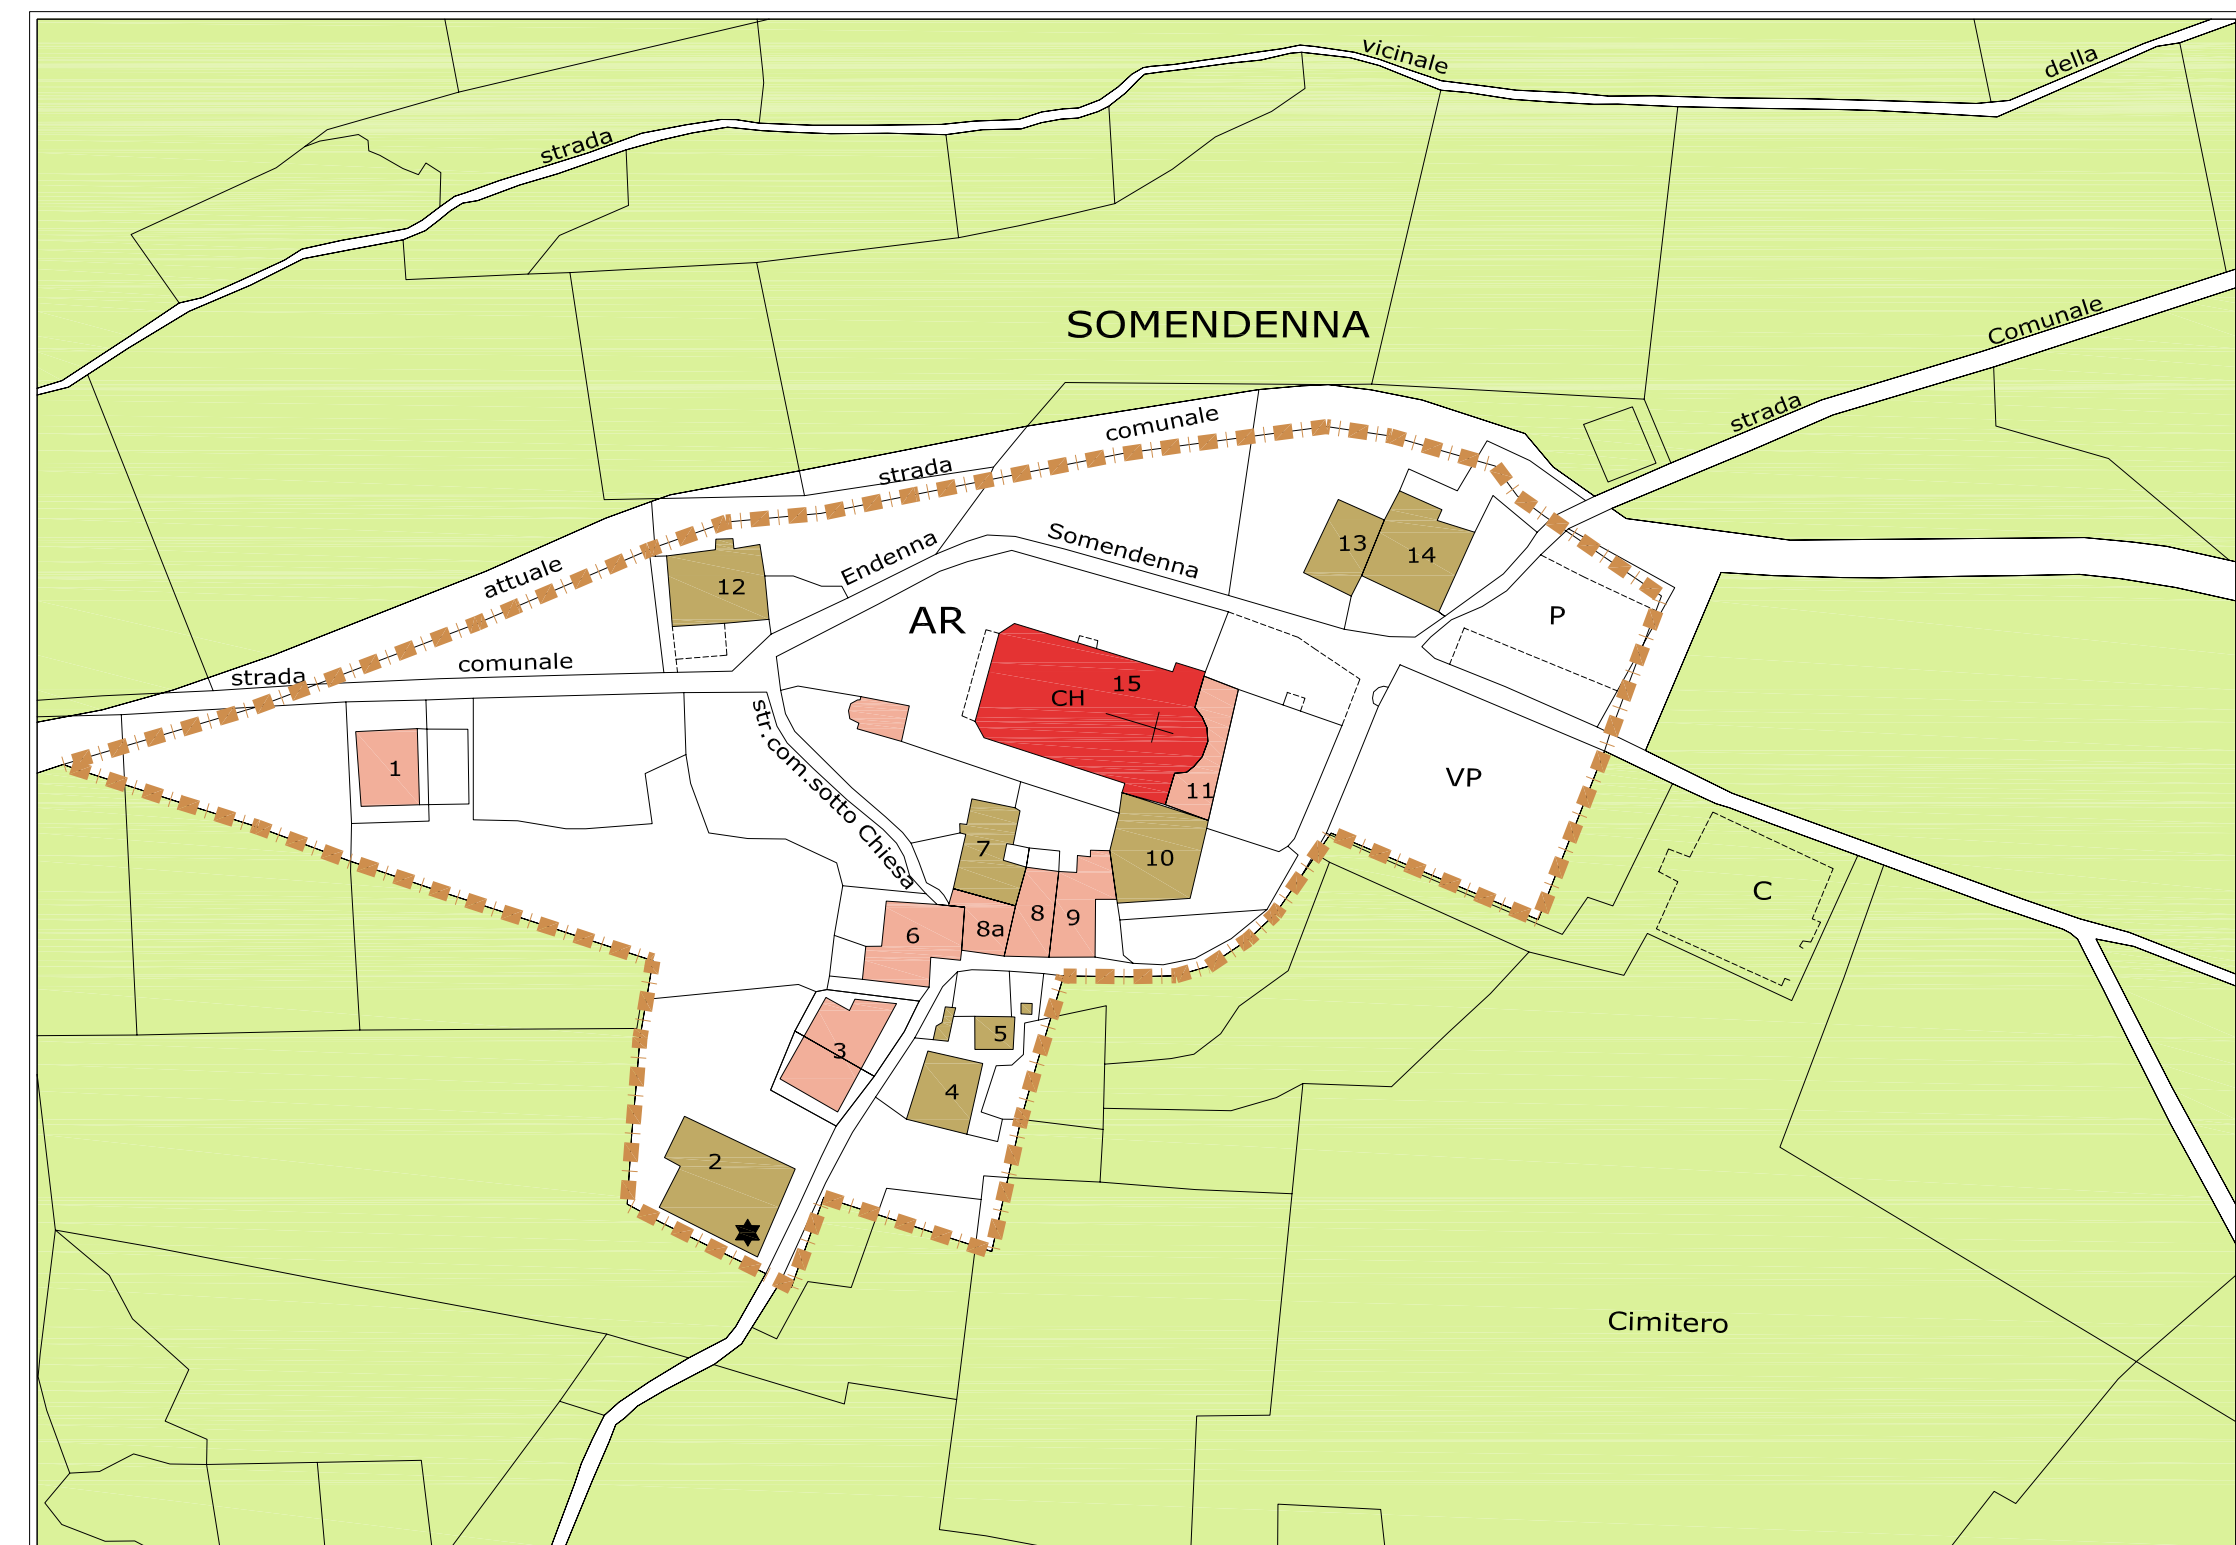 vicinale
della
strada
SOMENDENNA
Comunale
strada
comunale
strada
Endenna
Somendenna
attuale
13
14
12
P
AR
comunale
strada
15
CH
str.com.sotto Chiesa
1
VP
11
7
10
C
8
9
8a
6
5
3
4
2
Cimitero